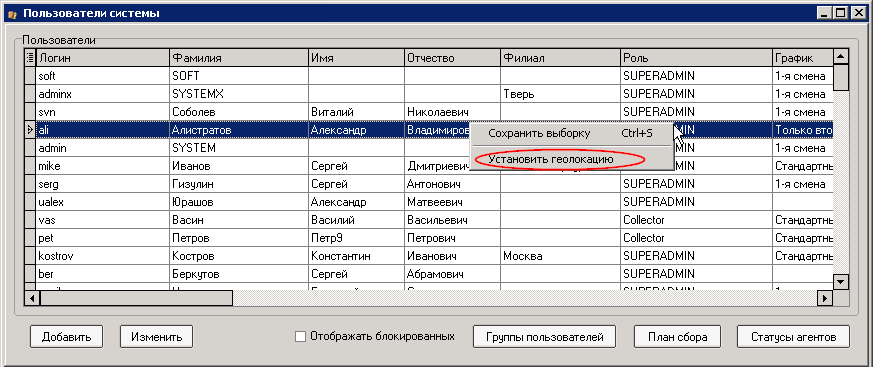 Пользователи системы
Пользователи
Логин Фамилия Имя Отчество Филиал Роль График
soft SOFT SUPERADMIN 1-я смена
adminx SYSTEMX Тверь SUPERADMIN 1-я смена
svn Соболев Виталий Николаевич SUPERADMIN 1-я смена
ali Алистратов Александр Владимиров MIN Только вто
Сохранить выборку Ctrl+S
admin SYSTEM MIN 1-я смена
Установить геолокацию
mike Иванов Сергей Дмитриевич Стандартны
serg Гизулин Сергей Антонович SUPERADMIN 1-я смена
ualex Юрашов Александр Матвеевич SUPERADMIN
vas Васин Василий Васильевич Collector Стандартны
pet Петров Петр9 Петрович Collector Стандартны
kostrov Костров Константин Иванович Москва SUPERADMIN Стандартны
ber Беркутов Сергей Абрамович SUPERADMIN
Добавить Изменить Отображать блокированных Группы пользователей План сбора Статусы агентов